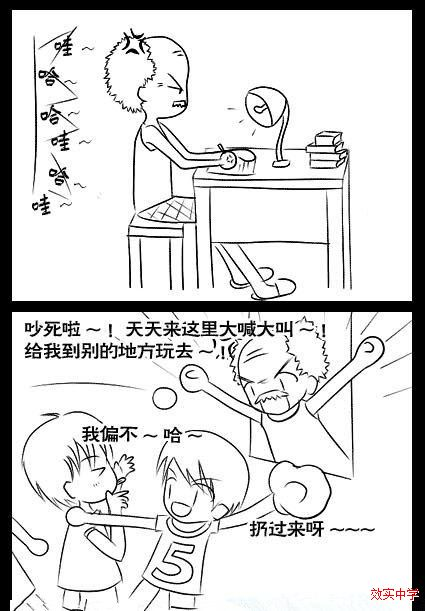 哇～
哈～
哈～
哇～
哈～
哇～
吵死啦～！天天来这里大喊大叫～！
给我到别的地方玩去～！
我偏不～哈～
扔过来呀～～～
5
效实中学